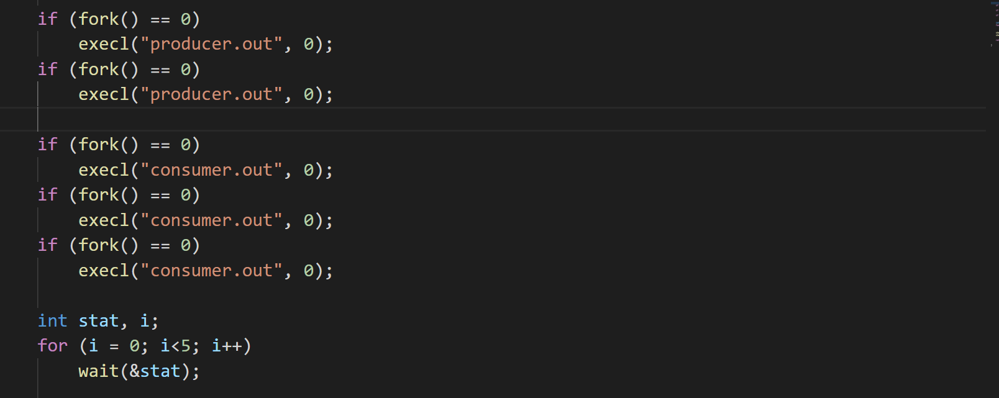 if (fork() == 0)
    execl("producer.out", 0);
if (fork() == 0)
    execl("producer.out", 0);

if (fork() == 0)
    execl("consumer.out", 0);
if (fork() == 0)
    execl("consumer.out", 0);
if (fork() == 0)
    execl("consumer.out", 0);

int stat, i;
for (i = 0; i<5; i++)
    wait(&stat);